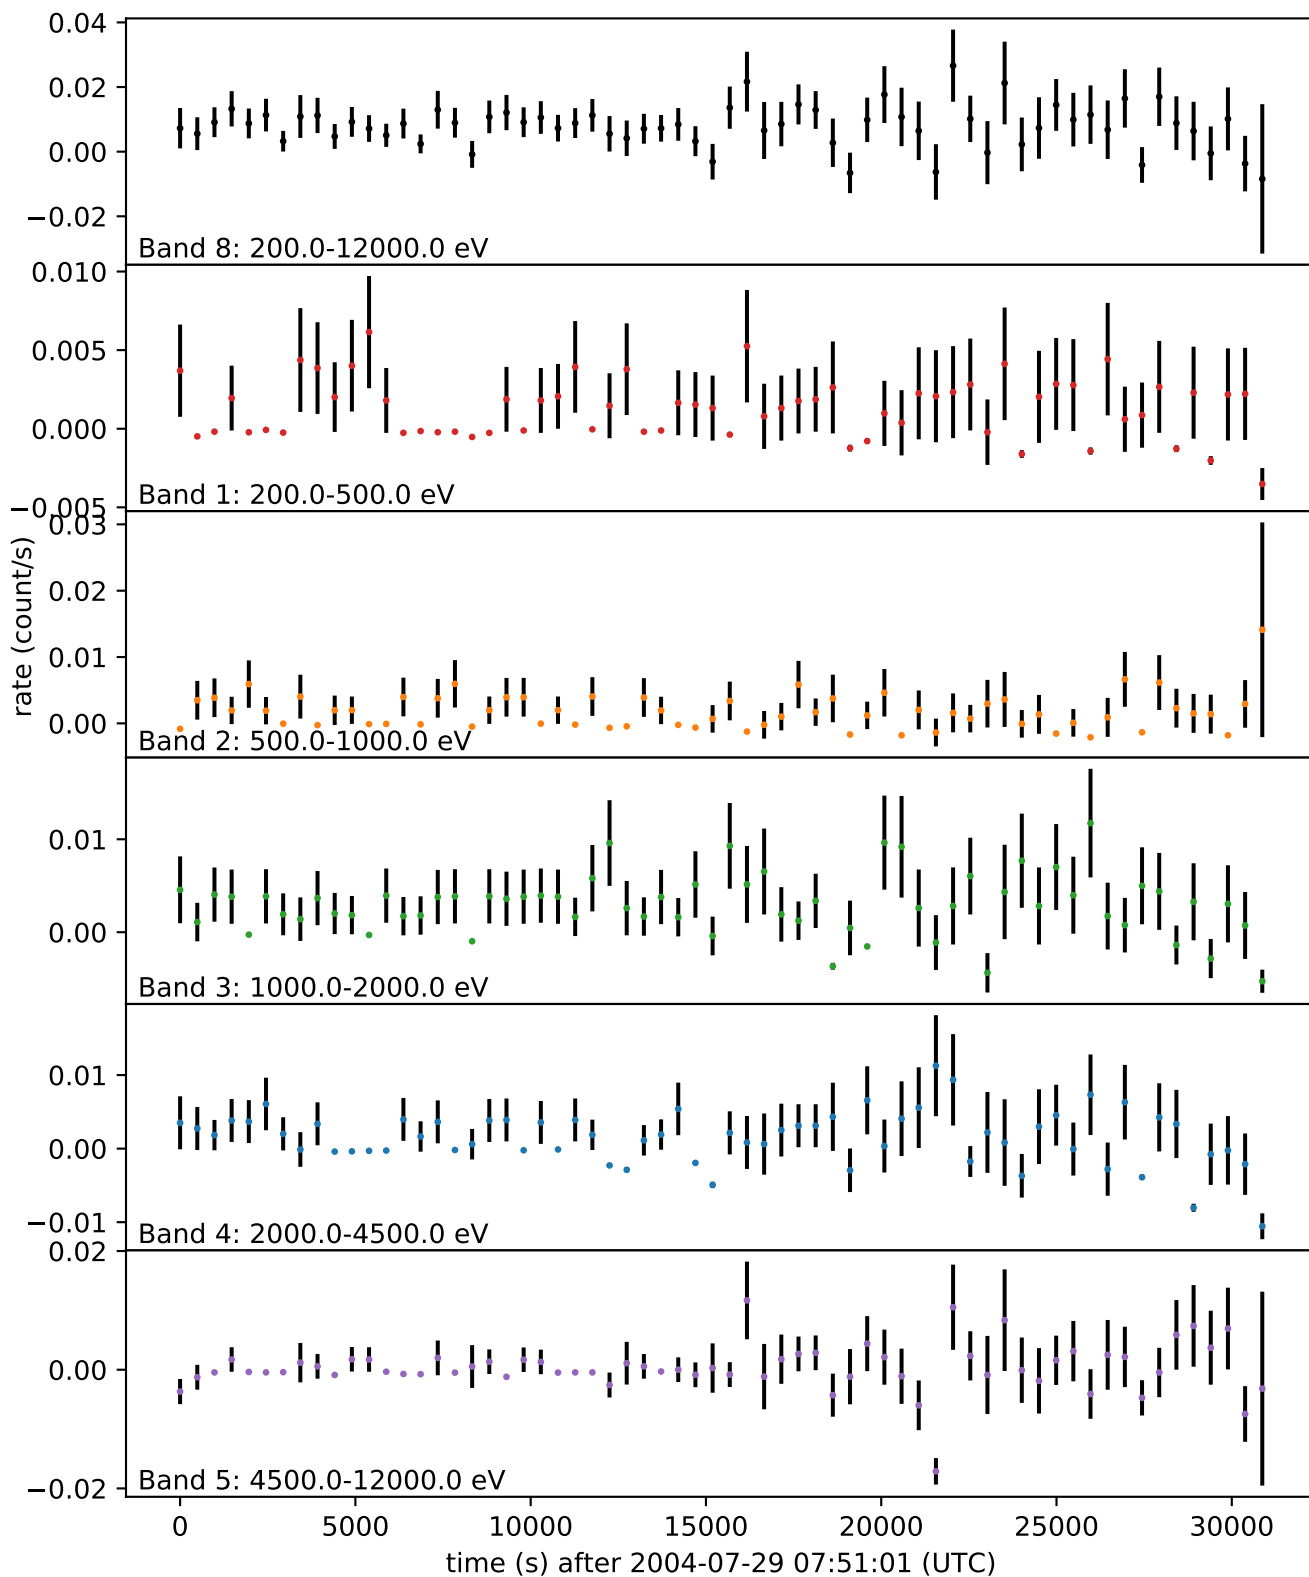 0.04
0.02
0.00
−0.02
Band 8: 200.0-12000.0 eV
0.010
0.005
0.000
−0.005
Band 1: 200.0-500.0 eV
rate (count/s)
0.03
0.02
0.01
0.00
Band 2: 500.0-1000.0 eV
0.01
0.00
Band 3: 1000.0-2000.0 eV
0.01
0.00
−0.01
Band 4: 2000.0-4500.0 eV
0.02
0.00
−0.02
Band 5: 4500.0-12000.0 eV
0 5000 10000 15000 20000 25000 30000
time (s) after 2004-07-29 07:51:01 (UTC)